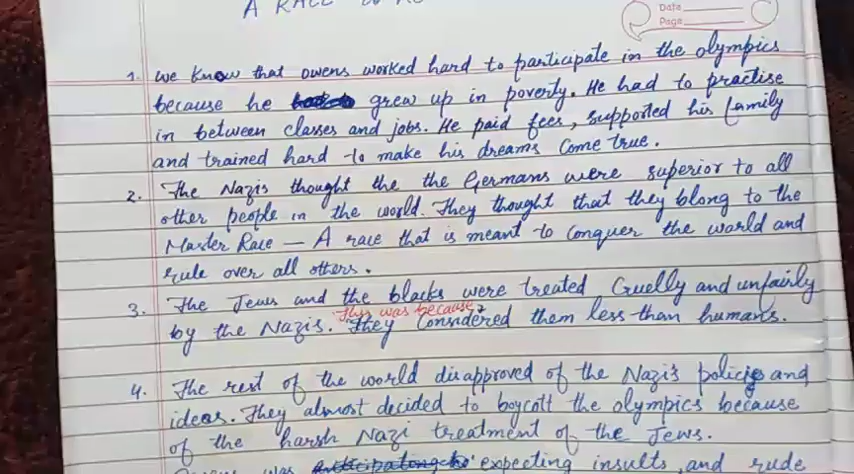 A RACE
Date
Page
1. we know that owens worked hard to participate in the olympics
because he grew up in poverty. He had to practise
in between classes and jobs. He paid fees, supported his family
and trained hard to make his dreams come true.
2. The Nazis thought the the Germans were superior to all
other people in the world. They thought that they blong to the
Master Race — A race that is meant to conquer the world and
rule over all others.
3. The Jews and the blacks were treated cruelly and unfairly
This was because
by the Nazis. They considered them less than humans.
4. The rest of the world disapproved of the Nazi's policies and
ideas. They almost decided to boycott the olympics because
of the harsh Nazi treatment of the Jews.
was expecting insults and rude